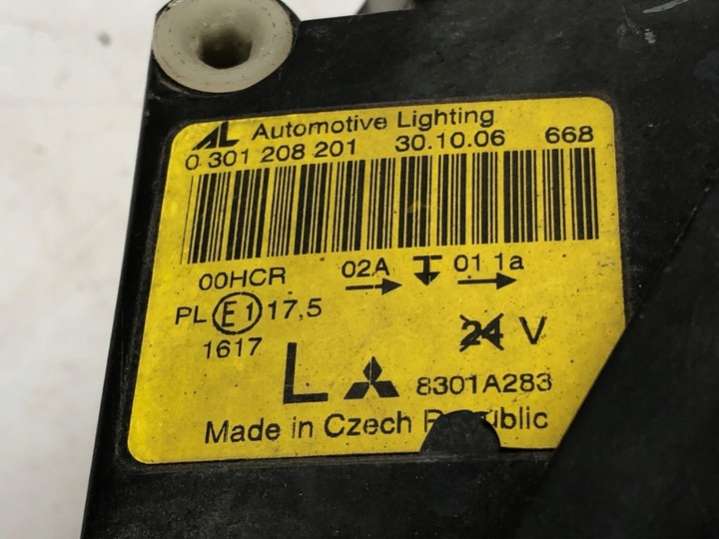 AL Automotive Lighting
0 301 208 201 30.10.06 668
00HCR 02A 01 1a
PL E1 17,5
1617 24 V
L 8301A283
Made in Czech